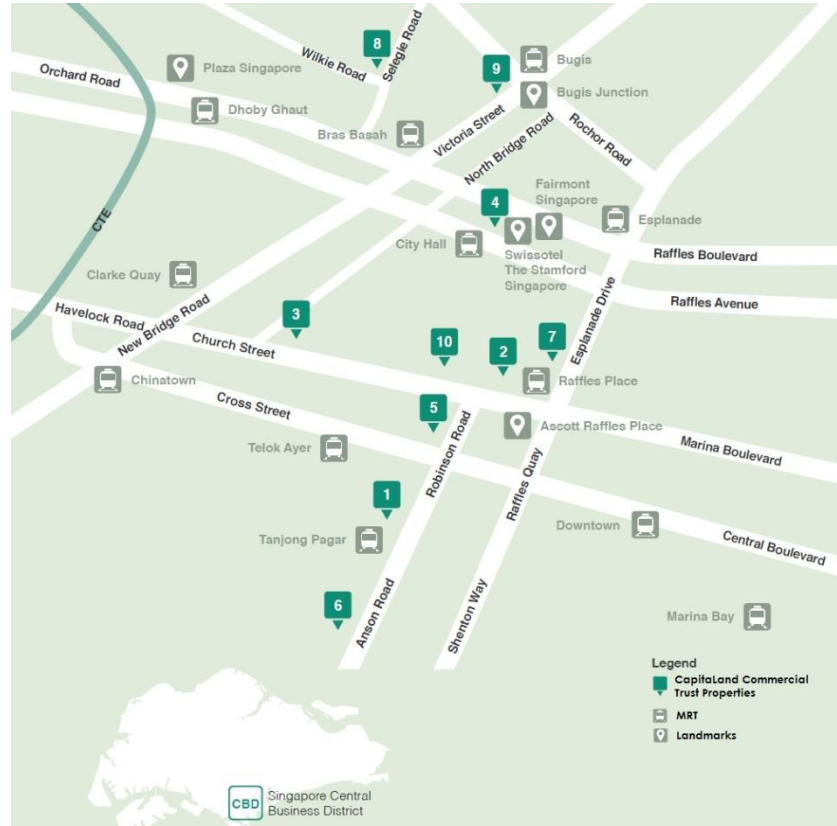 8
Wilkie Road
Selegie Road
Plaza Singapore
Orchard Road
Dhoby Ghaut
Bras Basah
9
Bugis
Bugis Junction
Victoria Street
North Bridge Road
Rochor Road
CTE
4
Fairmont
Singapore
Esplanade
City Hall
Swissotel
The Stamford
Singapore
Raffles Boulevard
Raffles Avenue
Clarke Quay
Havelock Road
New Bridge Road
3
Church Street
10
2
7
Esplanade Drive
Raffles Place
Chinatown
Cross Street
5
Ascott Raffles Place
Marina Boulevard
Telok Ayer
Robinson Road
Raffles Quay
1
Tanjong Pagar
Downtown
Central Boulevard
6
Anson Road
Shenton Way
Marina Bay
Legend
CapitaLand Commercial
Trust Properties
MRT
Landmarks
CBD
Singapore Central
Business District